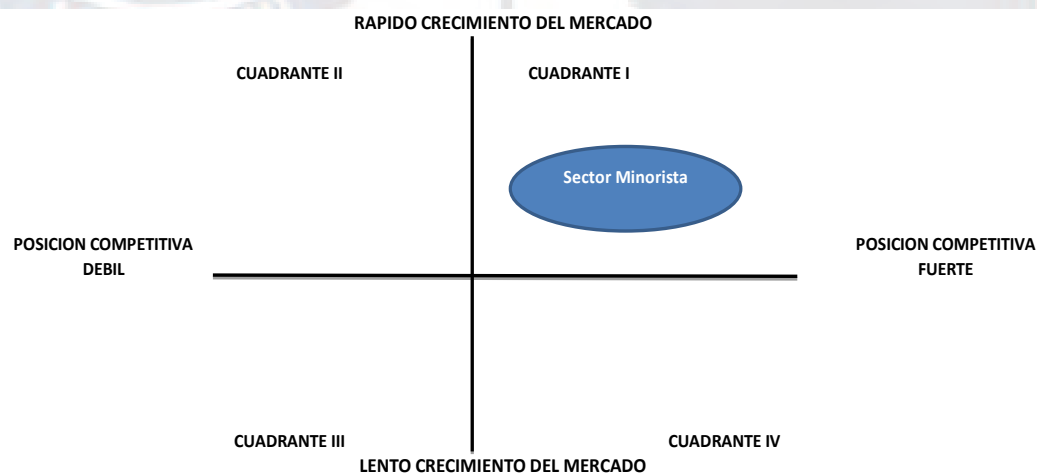 RAPIDO CRECIMIENTO DEL MERCADO
CUADRANTE II
CUADRANTE I
Sector Minorista
POSICION COMPETITIVA
DEBIL
POSICION COMPETITIVA
FUERTE
CUADRANTE III
CUADRANTE IV
LENTO CRECIMIENTO DEL MERCADO